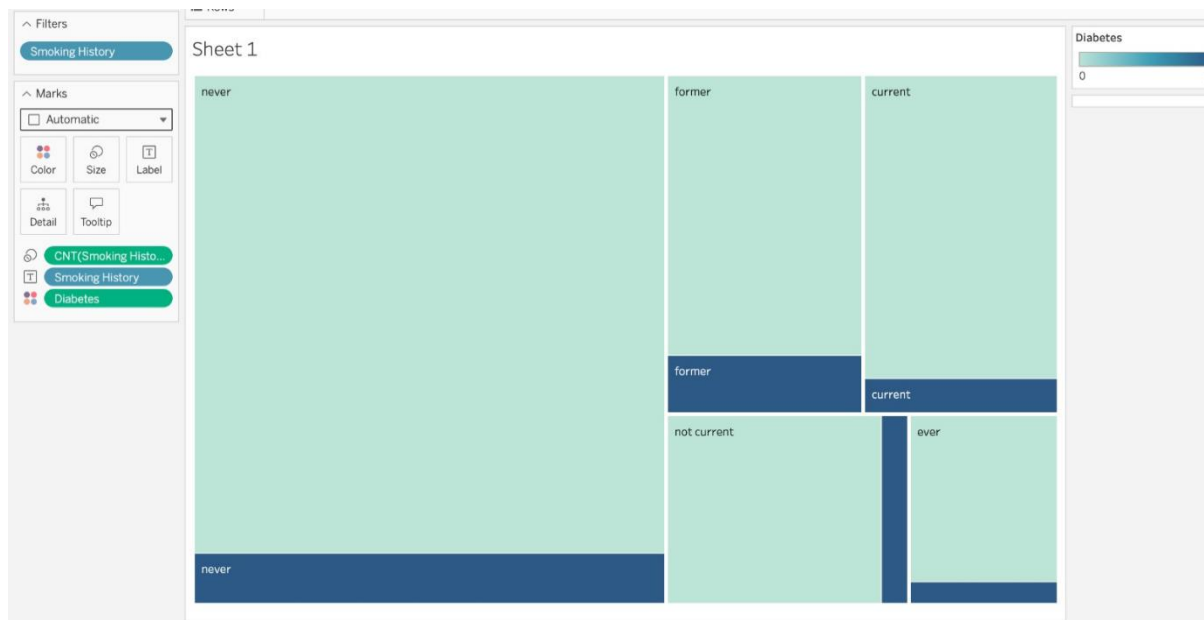 Filters
Smoking History
Marks
Automatic
Color
Size
Label
Detail
Tooltip
CNT(Smoking Histo...
Smoking History
Diabetes
Sheet 1
never
former
current
former
current
not current
ever
never
Diabetes
0